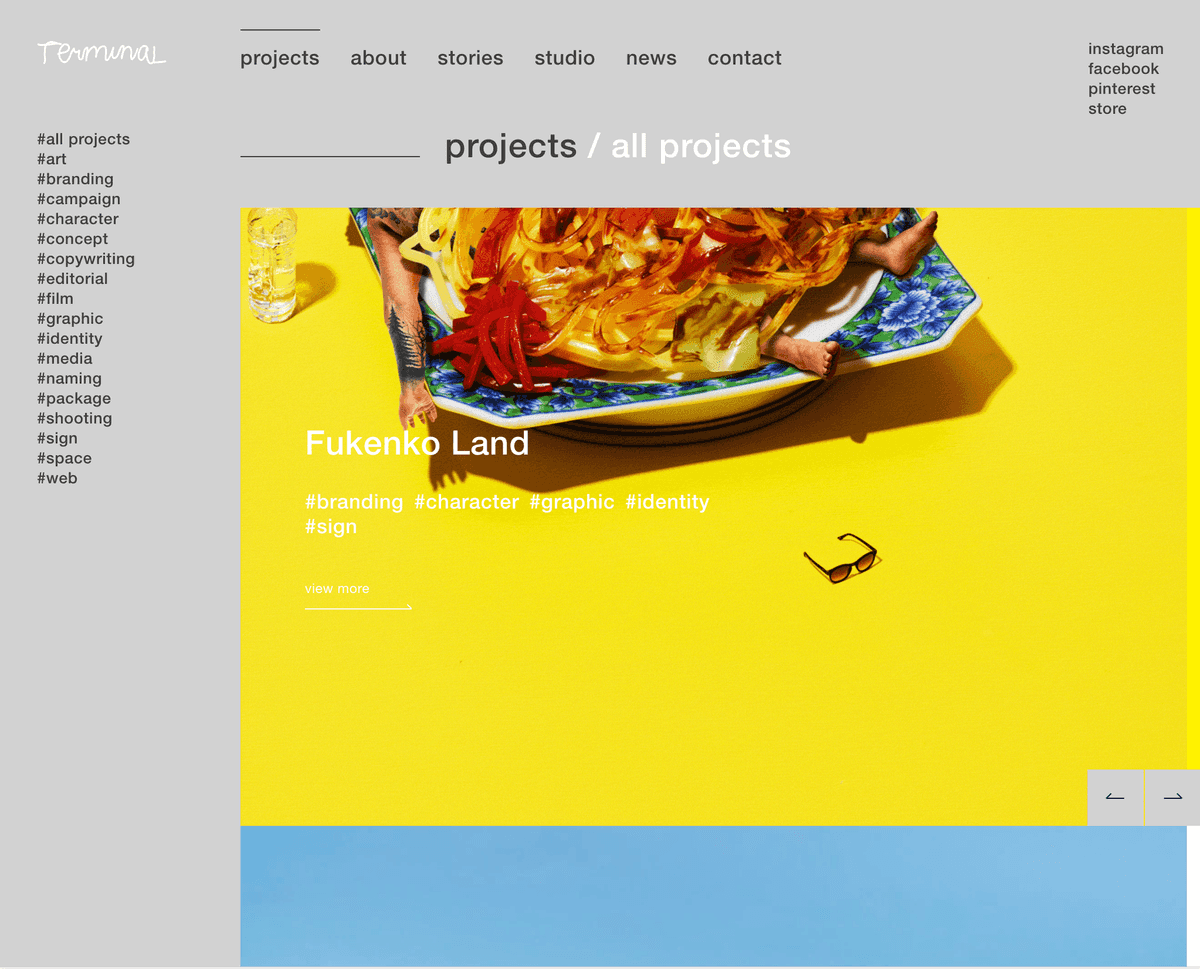 Terminal
projects about stories studio news contact
instagram
facebook
pinterest
store
projects / all projects
#all projects
#art
#branding
#campaign
#character
#concept
#copywriting
#editorial
#film
#graphic
#identity
#media
#naming
#package
#shooting
#sign
#space
#web
Fukenko Land
#branding #character #graphic #identity
#sign
view more